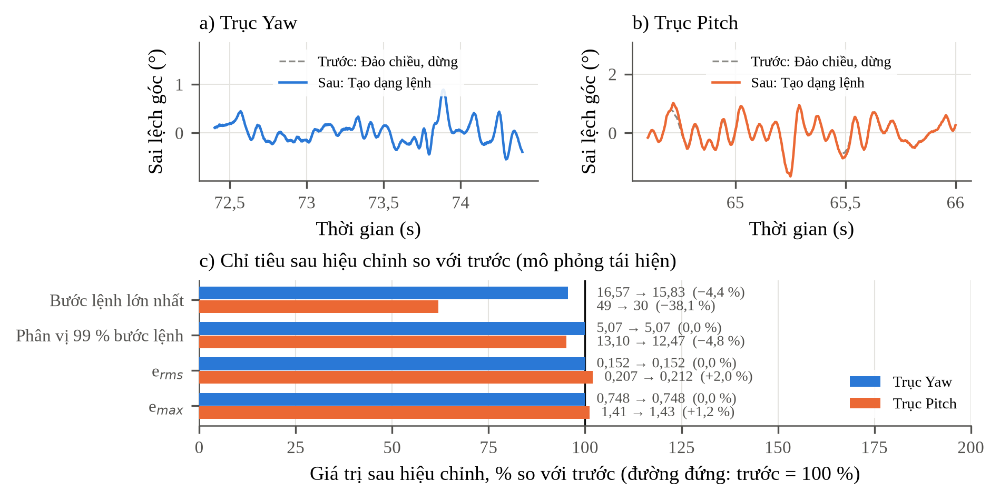 a) Trục Yaw
Sai lệch góc (°)
1
0
Trước: Đảo chiều, dừng
Sau: Tạo dạng lệnh
72,5
73
73,5
74
Thời gian (s)
b) Trục Pitch
Sai lệch góc (°)
2
0
Trước: Đảo chiều, dừng
Sau: Tạo dạng lệnh
65
65,5
66
Thời gian (s)
c) Chỉ tiêu sau hiệu chỉnh so với trước (mô phỏng tái hiện)
Bước lệnh lớn nhất
16,57 → 15,83 (−4,4 %)
49 → 30 (−38,1 %)
Phân vị 99 % bước lệnh
5,07 → 5,07 (0,0 %)
13,10 → 12,47 (−4,8 %)
e_rms
0,152 → 0,152 (0,0 %)
0,207 → 0,212 (+2,0 %)
e_max
0,748 → 0,748 (0,0 %)
1,41 → 1,43 (+1,2 %)
Trục Yaw
Trục Pitch
0
25
50
75
100
125
150
175
200
Giá trị sau hiệu chỉnh, % so với trước (đường đứng: trước = 100 %)